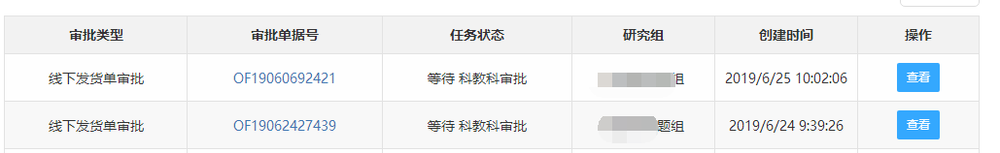 审批类型 审批单据号 任务状态 研究组 创建时间 操作
线下发货单审批 OF19060692421 等待 科教科审批 组 2019/6/25 10:02:06 查看
线下发货单审批 OF19062427439 等待 科教科审批 题组 2019/6/24 9:39:26 查看